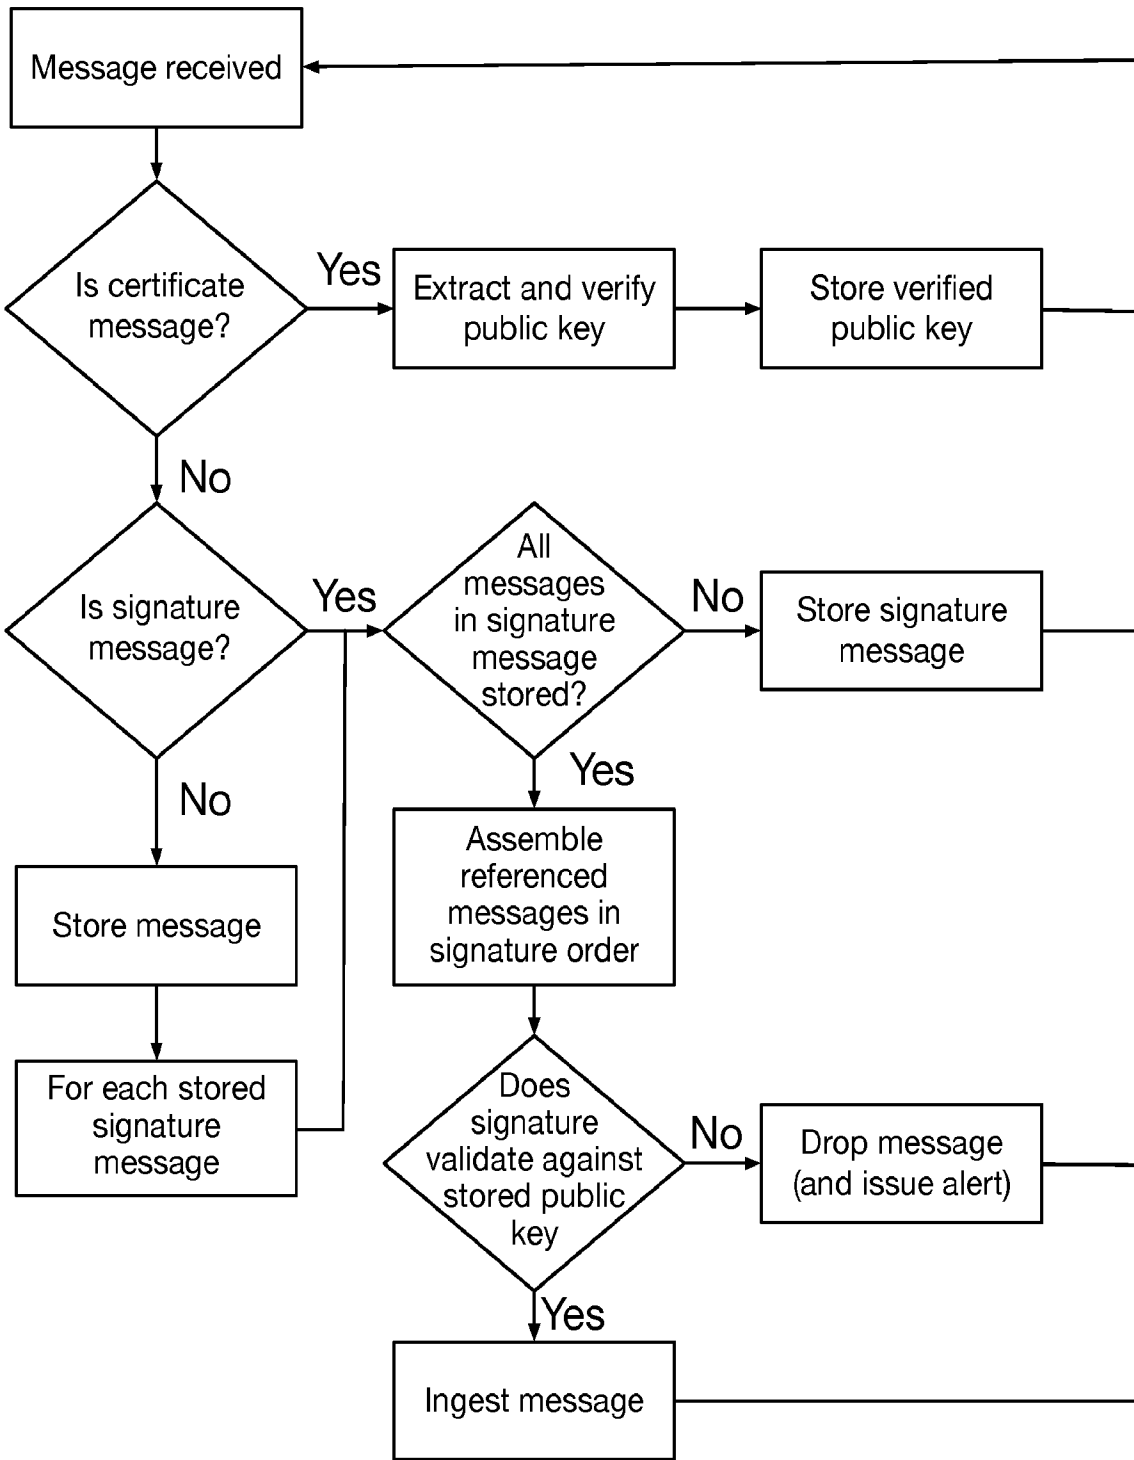 Message received
Is certificate
message?
Yes
Extract and verify
public key
Store verified
public key
No
Is signature
message?
Yes
All
messages
in signature
message
stored?
No
Store signature
message
No
Yes
Store message
Assemble
referenced
messages in
signature order
For each stored
signature
message
Does
signature
validate against
stored public
key
No
Drop message
(and issue alert)
Yes
Ingest message